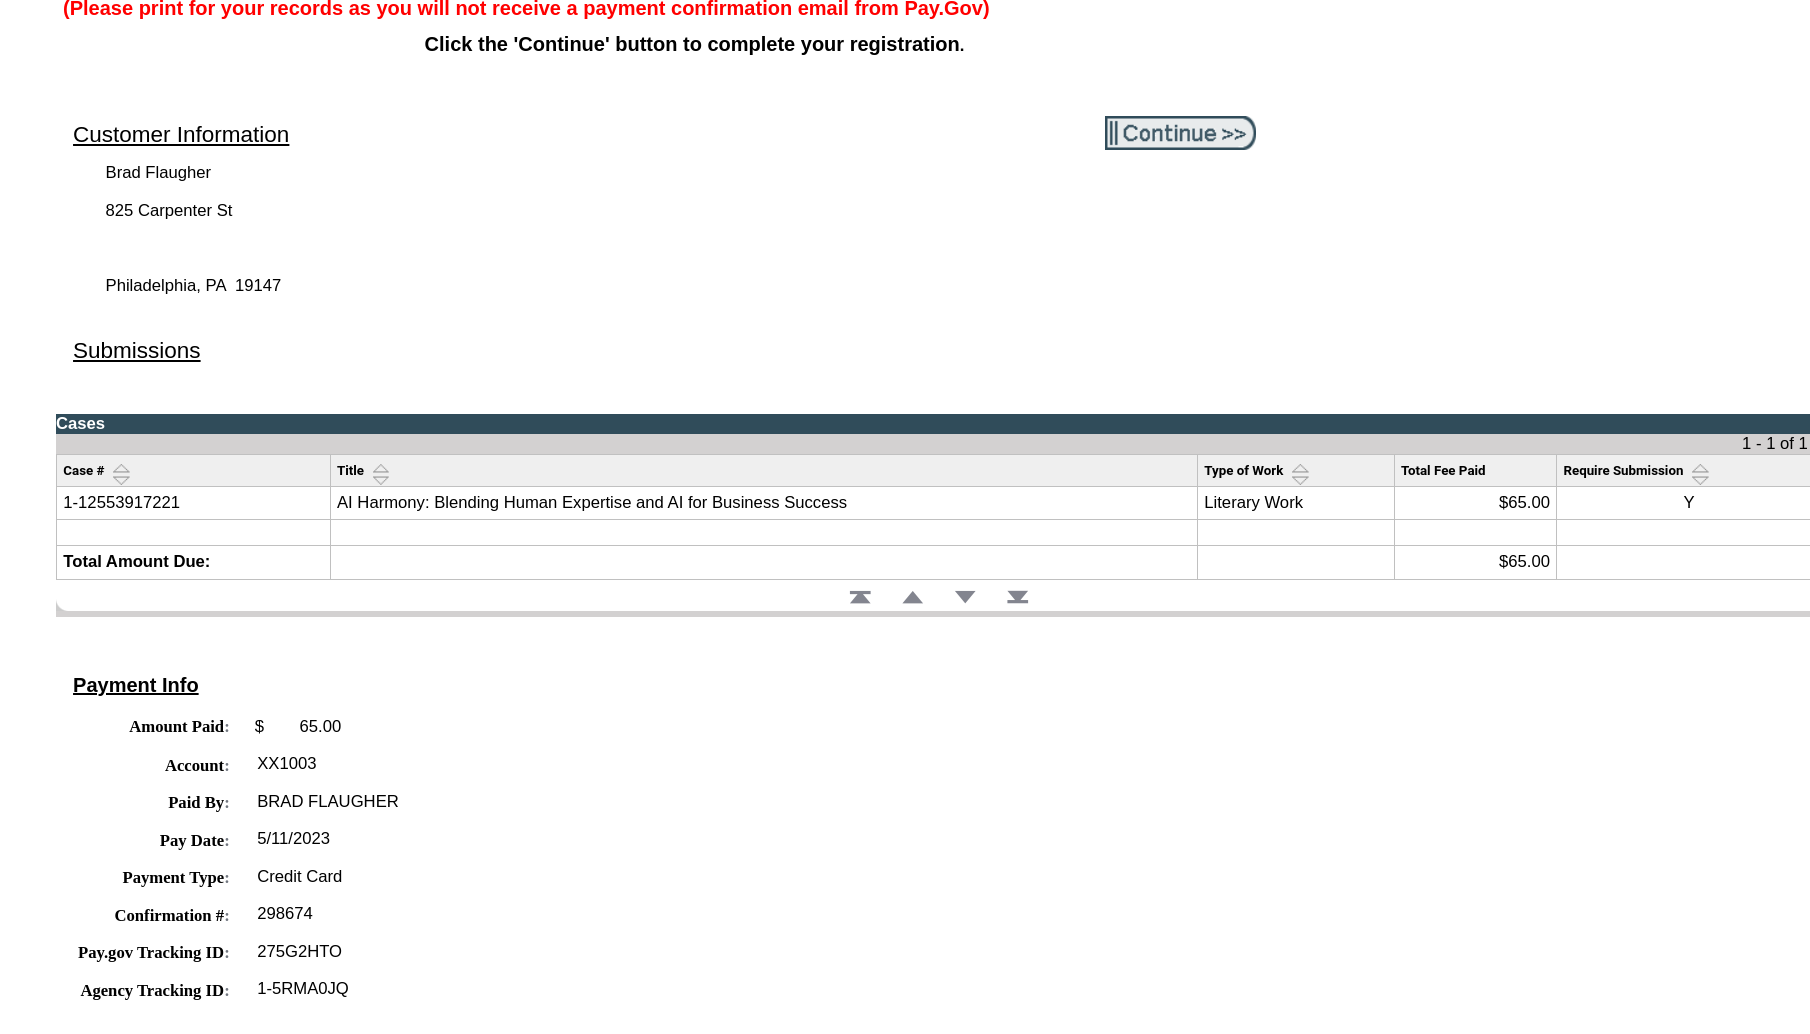 (Please print for your records as you will not receive a payment confirmation email from Pay.Gov)
Click the 'Continue' button to complete your registration.
Customer Information
Continue >>
Brad Flaugher
825 Carpenter St
Philadelphia, PA 19147
Submissions
Cases
1 - 1 of 1
Case # Title Type of Work Total Fee Paid Require Submission
1-12553917221 AI Harmony: Blending Human Expertise and AI for Business Success Literary Work $65.00 Y
Total Amount Due: $65.00
Payment Info
Amount Paid: $ 65.00
Account: XX1003
Paid By: BRAD FLAUGHER
Pay Date: 5/11/2023
Payment Type: Credit Card
Confirmation #: 298674
Pay.gov Tracking ID: 275G2HTO
Agency Tracking ID: 1-5RMA0JQ